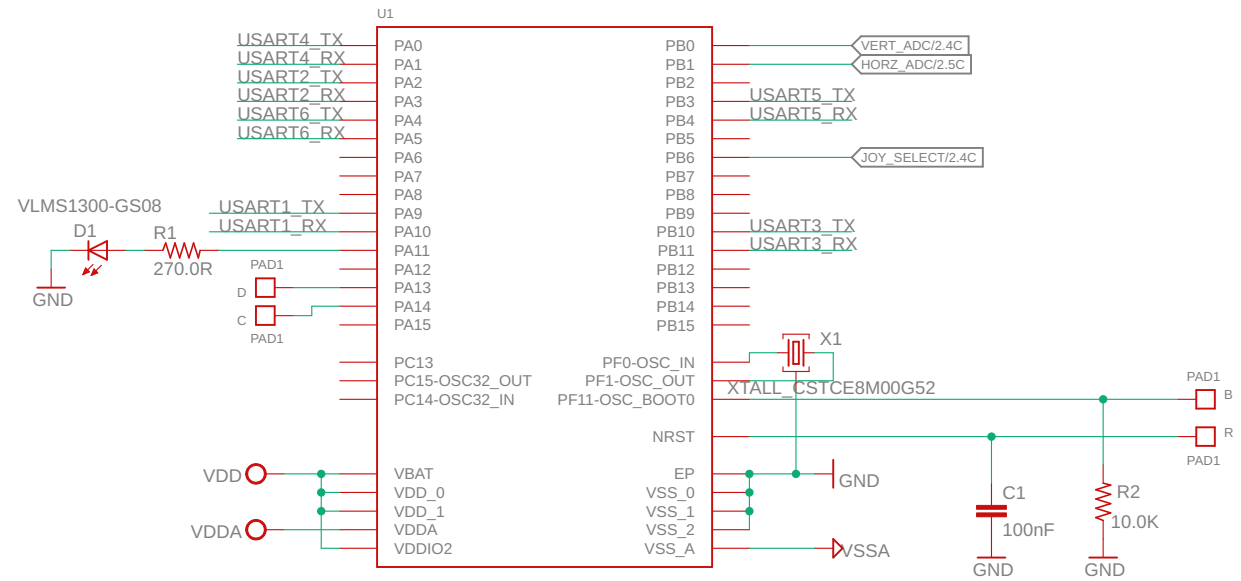 U1
USART4_TX
USART4_RX
USART2_TX
USART2_RX
USART6_TX
USART6_RX
USART1_TX
USART1_RX
VLMS1300-GS08
D1
R1
270.0R
GND
PAD1
D
C
PAD1
VDD
VDDA
PA0
PA1
PA2
PA3
PA4
PA5
PA6
PA7
PA8
PA9
PA10
PA11
PA12
PA13
PA14
PA15
PC13
PC15-OSC32_OUT
PC14-OSC32_IN
VBAT
VDD_0
VDD_1
VDDA
VDDIO2
PB0
PB1
PB2
PB3
PB4
PB5
PB6
PB7
PB8
PB9
PB10
PB11
PB12
PB13
PB14
PB15
PF0-OSC_IN
PF1-OSC_OUT
PF11-OSC_BOOT0
NRST
EP
VSS_0
VSS_1
VSS_2
VSS_A
VERT_ADC/2.4C
HORZ_ADC/2.5C
USART5_TX
USART5_RX
JOY_SELECT/2.4C
USART3_TX
USART3_RX
X1
XTALL_CSTCE8M00G52
GND
VSSA
PAD1
B
R
PAD1
C1
100nF
GND
R2
10.0K
GND